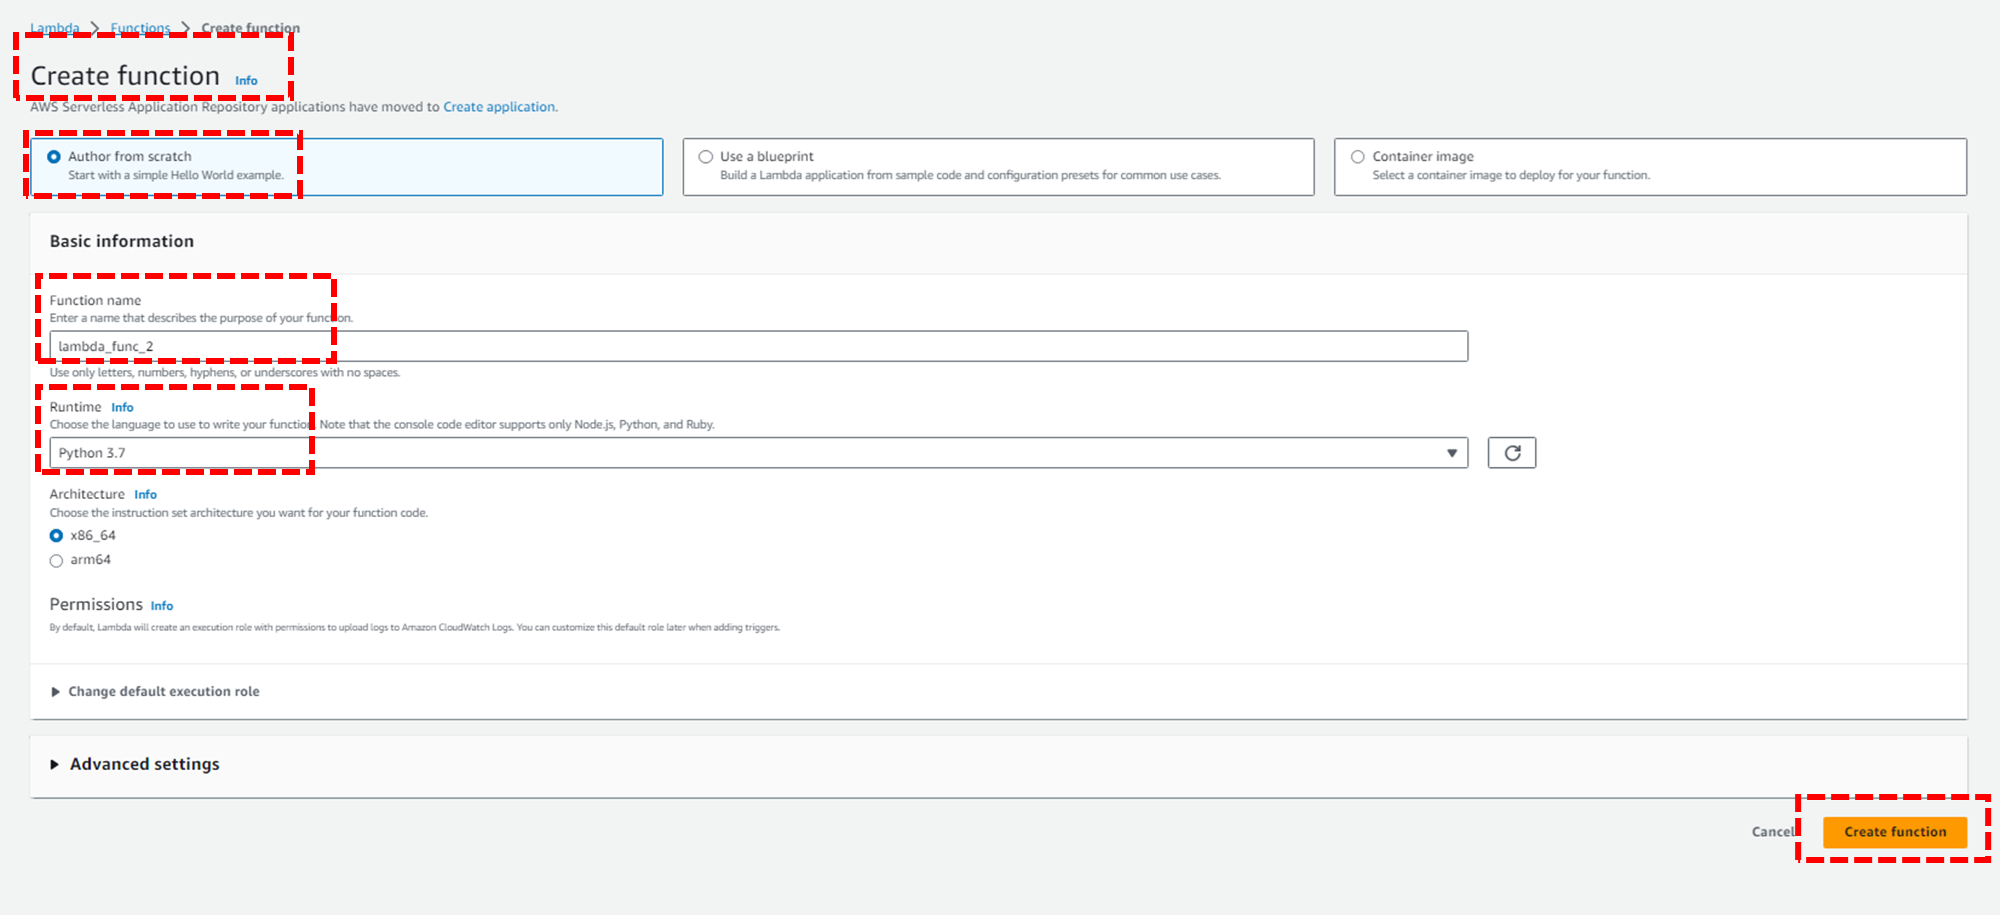 Lambda > Functions > Create function
Create function Info
AWS Serverless Application Repository applications have moved to Create application.
Author from scratch
Start with a simple Hello World example.
Use a blueprint
Build a Lambda application from sample code and configuration presets for common use cases.
Container image
Select a container image to deploy for your function.
Basic information
Function name
Enter a name that describes the purpose of your function.
lambda_func_2
Use only letters, numbers, hyphens, or underscores with no spaces.
Runtime Info
Choose the language to use to write your function. Note that the console code editor supports only Node.js, Python, and Ruby.
Python 3.7
Architecture Info
Choose the instruction set architecture you want for your function code.
x86_64
arm64
Permissions Info
By default, Lambda will create an execution role with permissions to upload logs to Amazon CloudWatch Logs. You can customize this default role later when adding triggers.
Change default execution role
Advanced settings
Cancel
Create function